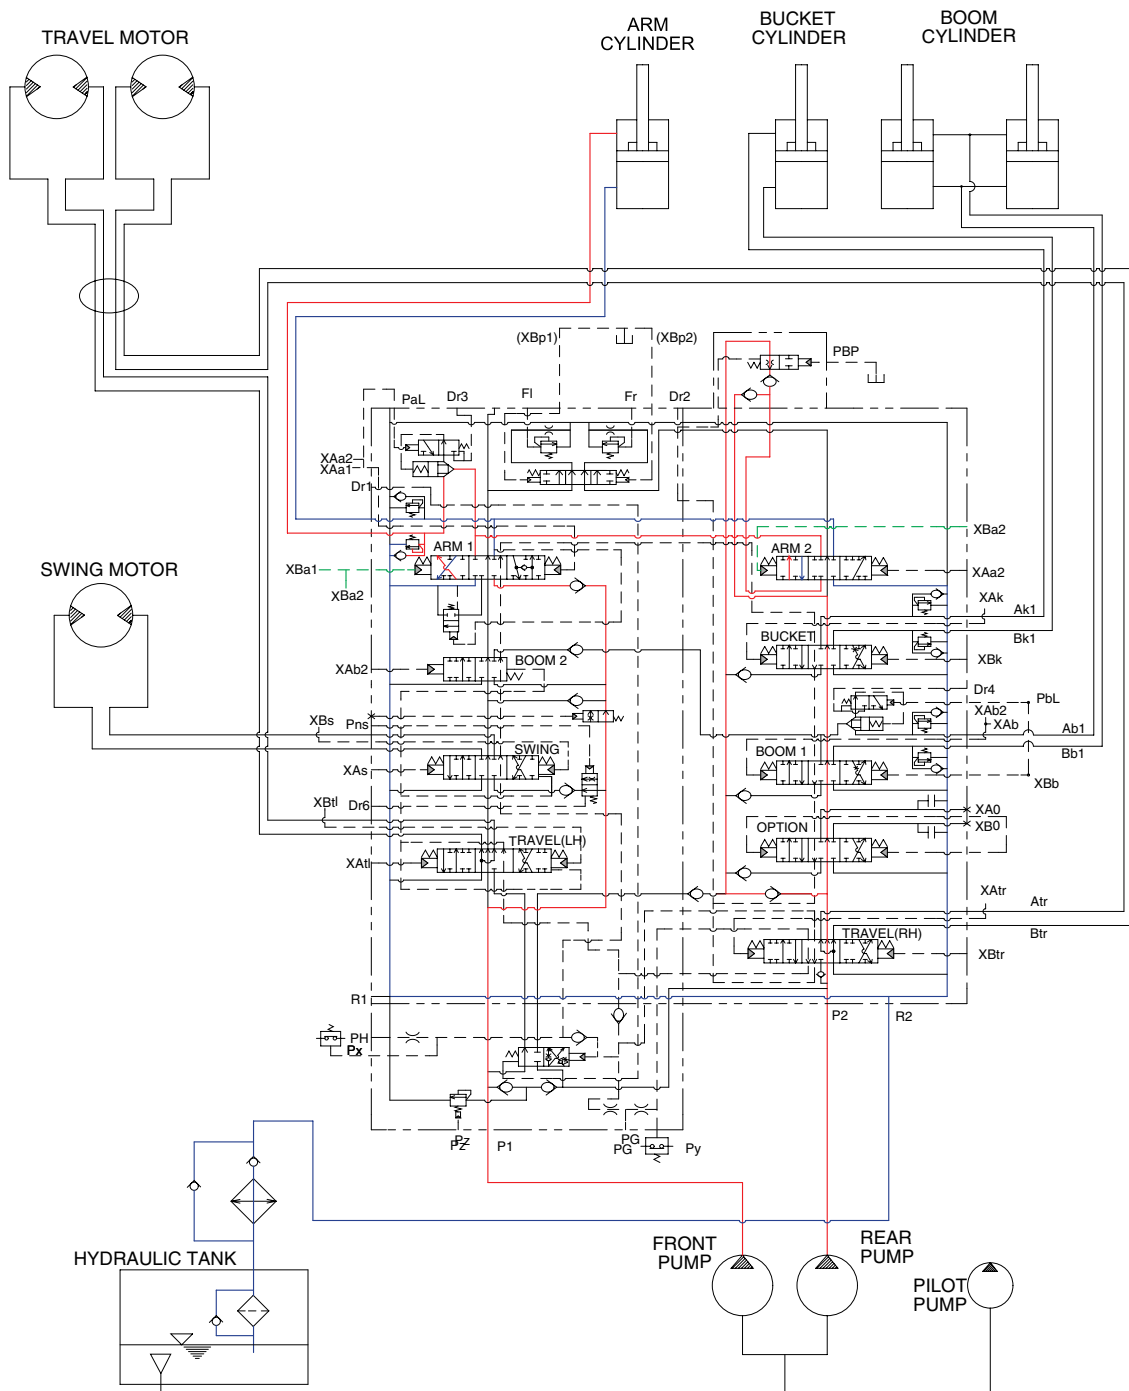 TRAVEL MOTOR
ARM
CYLINDER
BUCKET
CYLINDER
BOOM
CYLINDER
(XBp1)
(XBp2)
PBP
PaL
Dr3
Fl
Fr
Dr2
XAa2
XAa1
Dr1
ARM 1
ARM 2
XBa2
XBa1
XBa2
XAa2
SWING MOTOR
XAk
Ak1
BUCKET
Bk1
XAb2
BOOM 2
XBk
Dr4
PbL
XAb2
XAb
Ab1
XBs
Pns
SWING
BOOM 1
Bb1
XAs
XBb
XBtl
Dr6
XA0
XB0
OPTION
TRAVEL(LH)
XAtl
XAtr
Atr
TRAVEL(RH)
Btr
XBtr
R1
P2
R2
PH
Px
Pz
P1
PG
PG
Py
FRONT
PUMP
REAR
PUMP
HYDRAULIC TANK
PILOT
PUMP